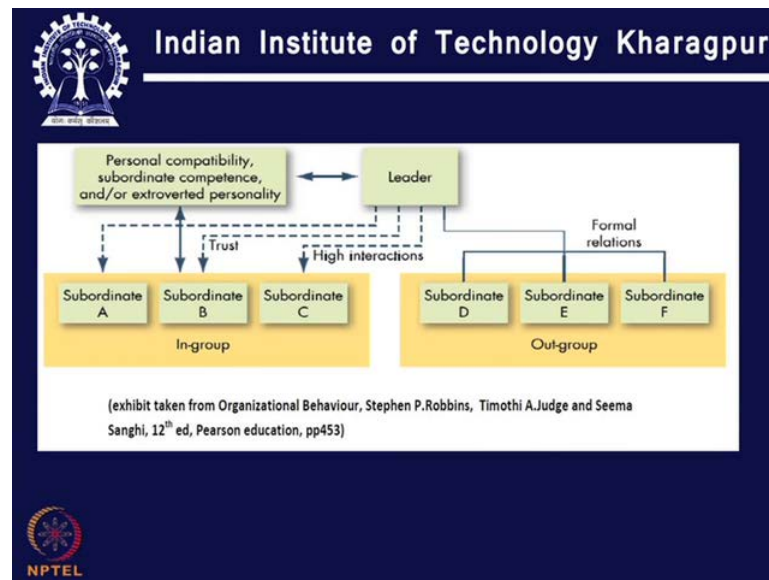 Indian Institute of Technology Kharagpur
Personal compatibility,
subordinate competence,
and/or extroverted personality
Leader
Trust
High interactions
Formal
relations
Subordinate
A
Subordinate
B
Subordinate
C
In-group
Subordinate
D
Subordinate
E
Subordinate
F
Out-group
(exhibit taken from Organizational Behaviour, Stephen P.Robbins, Timothi A.Judge and Seema
Sanghi, 12th ed, Pearson education, pp453)
NPTEL